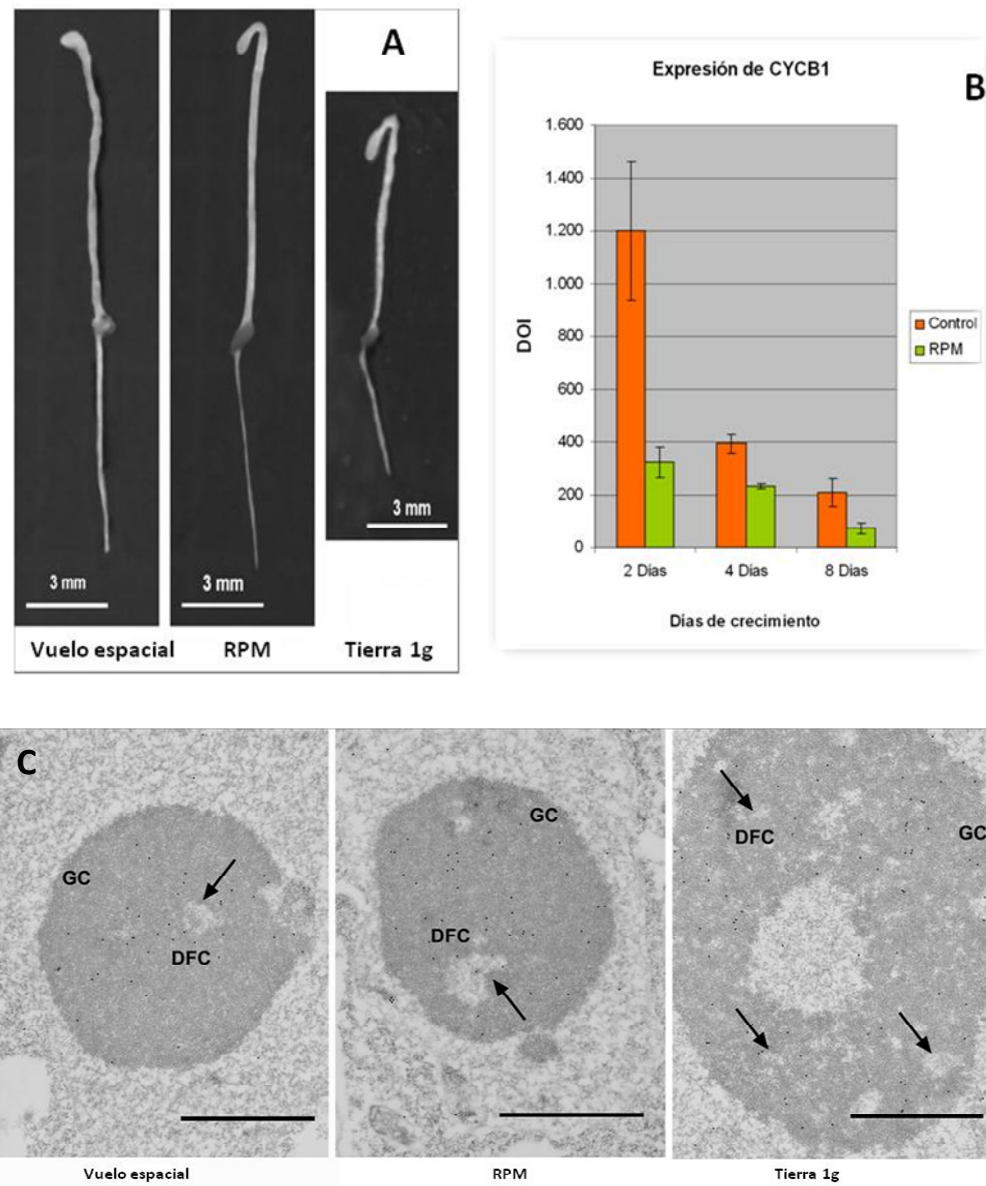 A
3 mm
3 mm
3 mm
Vuelo espacial
RPM
Tierra 1g
B
Expresión de CYCB1
1.600
1.400
1.200
1.000
800
600
400
200
0
DOI
2 Dias
4 Dias
8 Dias
Días de crecimiento
Control
RPM
C
GC
DFC
GC
DFC
DFC
GC
Vuelo espacial
RPM
Tierra 1g